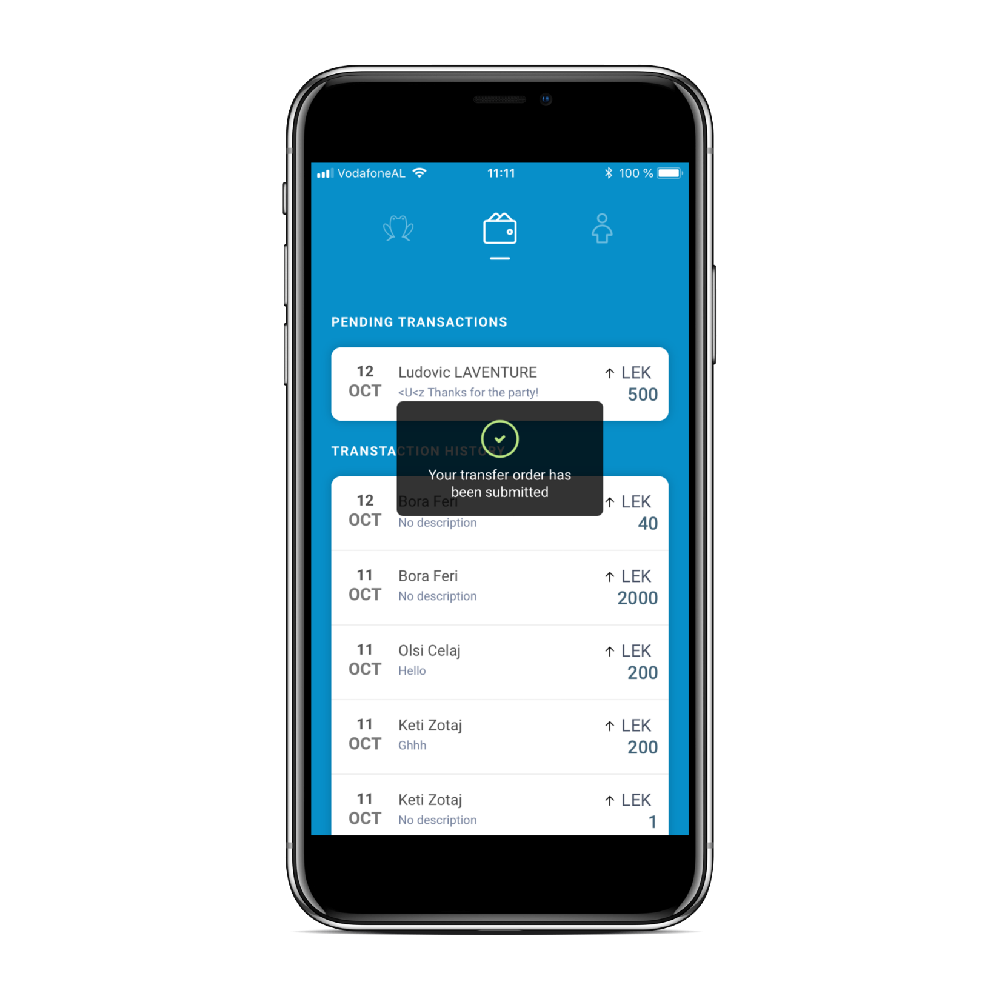 VodafoneAL 11:11 100 %
PENDING TRANSACTIONS
12 OCT Ludovic LAVENTURE ↑ LEK 500
<U<z Thanks for the party!
Your transfer order has
been submitted
TRANSTACTION HISTORY
12 OCT Bora Feri ↑ LEK 40
No description
11 OCT Bora Feri ↑ LEK 2000
No description
11 OCT Olsi Celaj ↑ LEK 200
Hello
11 OCT Keti Zotaj ↑ LEK 200
Ghhh
11 OCT Keti Zotaj ↑ LEK 1
No description